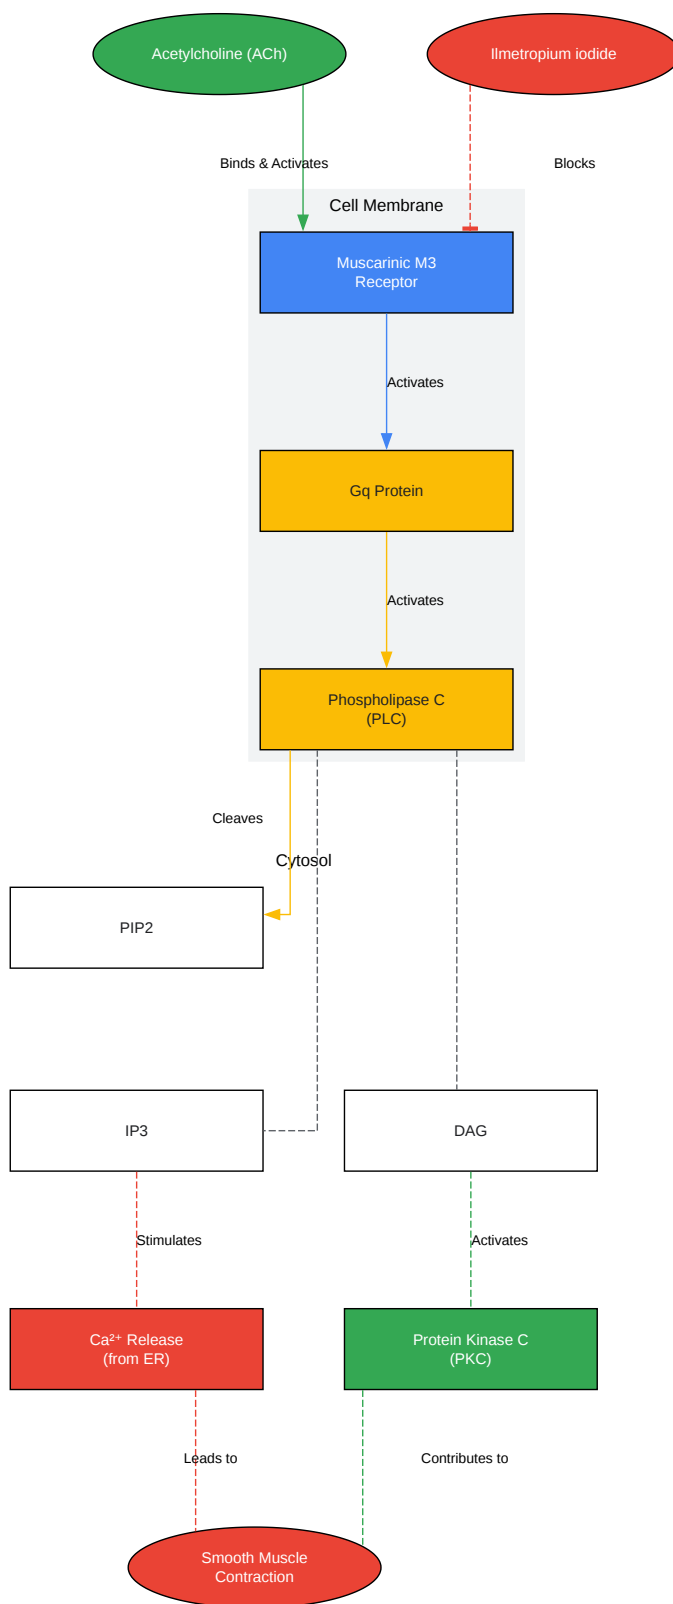 Acetylcholine (ACh)
Ilmetropium iodide
Binds & Activates
Blocks
Cell Membrane
Muscarinic M3
Receptor
Activates
Gq Protein
Activates
Phospholipase C
(PLC)
Cleaves
Cytosol
PIP2
IP3
DAG
Stimulates
Activates
Ca²⁺ Release
(from ER)
Protein Kinase C
(PKC)
Leads to
Contributes to
Smooth Muscle
Contraction